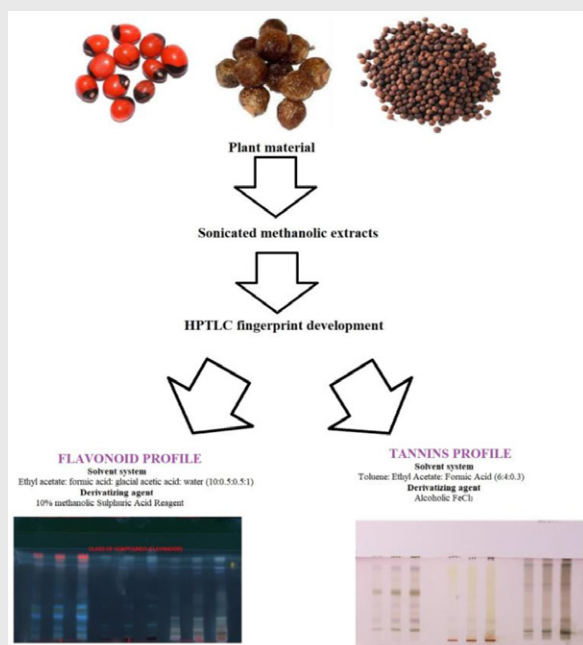 Plant material
Sonicated methanolic extracts
HPTLC fingerprint development
FLAVONOID PROFILE
Solvent system
Ethyl acetate: formic acid: glacial acetic acid: water (10:0.5:0.5:1)
Derivatizing agent
10% methanolic Sulphuric Acid Reagent
TANNINS PROFILE
Solvent system
Toluene: Ethyl Acetate: Formic Acid (6:4:0.3)
Derivatizing agent
Alcoholic FeCl₃